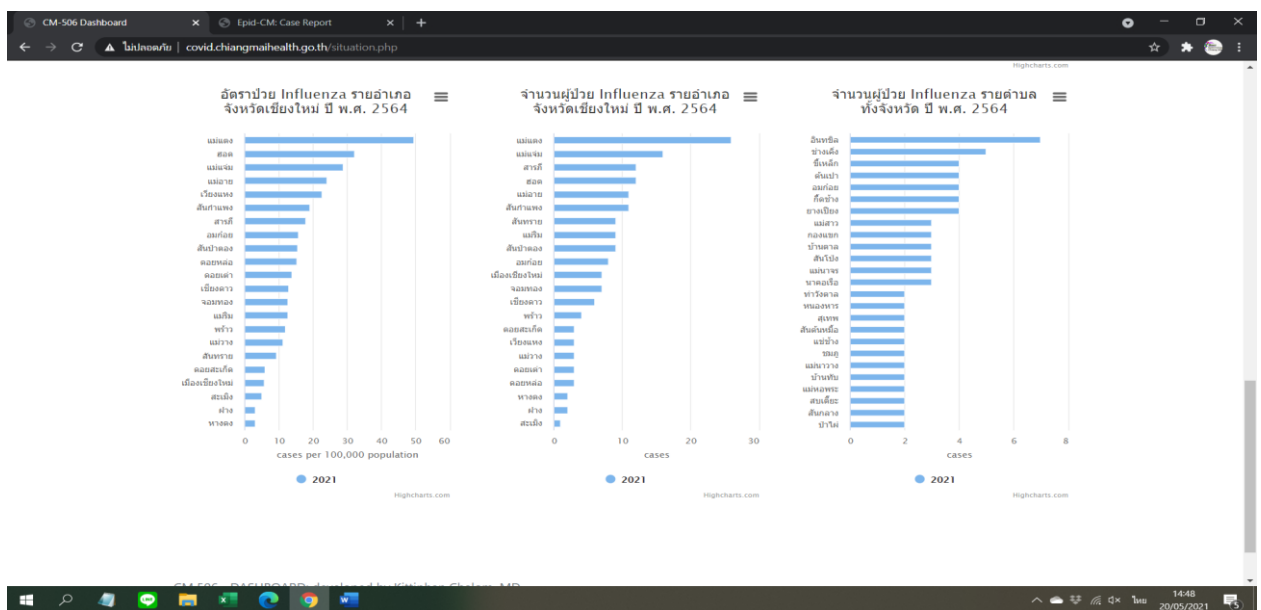 CM-506 Dashboard
Epid-CM: Case Report
ไม่ปลอดภัย
covid.chiangmaihealth.go.th/situation.php
Highcharts.com
อัตราป่วย Influenza รายอำเภอ
จังหวัดเชียงใหม่ ปี พ.ศ. 2564
แม่แตง
ฮอด
แม่แจ่ม
แม่อาย
เวียงแหง
สันกำแพง
สารภี
อมก๋อย
สันป่าตอง
ดอยหล่อ
ดอยเต่า
เชียงดาว
จอมทอง
แม่ริม
พร้าว
แม่วาง
สันทราย
ดอยสะเก็ด
เมืองเชียงใหม่
สะเมิง
ฝาง
หางดง
0 10 20 30 40 50 60
cases per 100,000 population
2021
Highcharts.com
จำนวนผู้ป่วย Influenza รายอำเภอ
จังหวัดเชียงใหม่ ปี พ.ศ. 2564
แม่แตง
แม่แจ่ม
สารภี
ฮอด
แม่อาย
สันกำแพง
สันทราย
แม่ริม
สันป่าตอง
อมก๋อย
เมืองเชียงใหม่
จอมทอง
เชียงดาว
พร้าว
ดอยสะเก็ด
เวียงแหง
แม่วาง
ดอยเต่า
ดอยหล่อ
หางดง
ฝาง
สะเมิง
0 10 20 30
cases
2021
Highcharts.com
จำนวนผู้ป่วย Influenza รายตำบล
ทั้งจังหวัด ปี พ.ศ. 2564
อินทขิล
ช่างเคิ่ง
ขี้เหล็ก
ต้นเปา
อมก๋อย
กื้ดช้าง
ยางเปียง
แม่สาว
กองแขก
บ้านตาล
สันโป่ง
แม่นาจร
นาคอเรือ
ท่าวังตาล
หนองหาร
สุเทพ
สันต้นหมื้อ
แช่ช้าง
ชมภู
แม่นาวาง
บ้านทับ
แม่หอพระ
สบเตี๊ยะ
สันกลาง
ป่าไผ่
0 2 4 6 8
cases
2021
Highcharts.com
CM-506 - DASHBOARD: developed by Kittiphan Chalom, MD
ไทย
14:48
20/05/2021